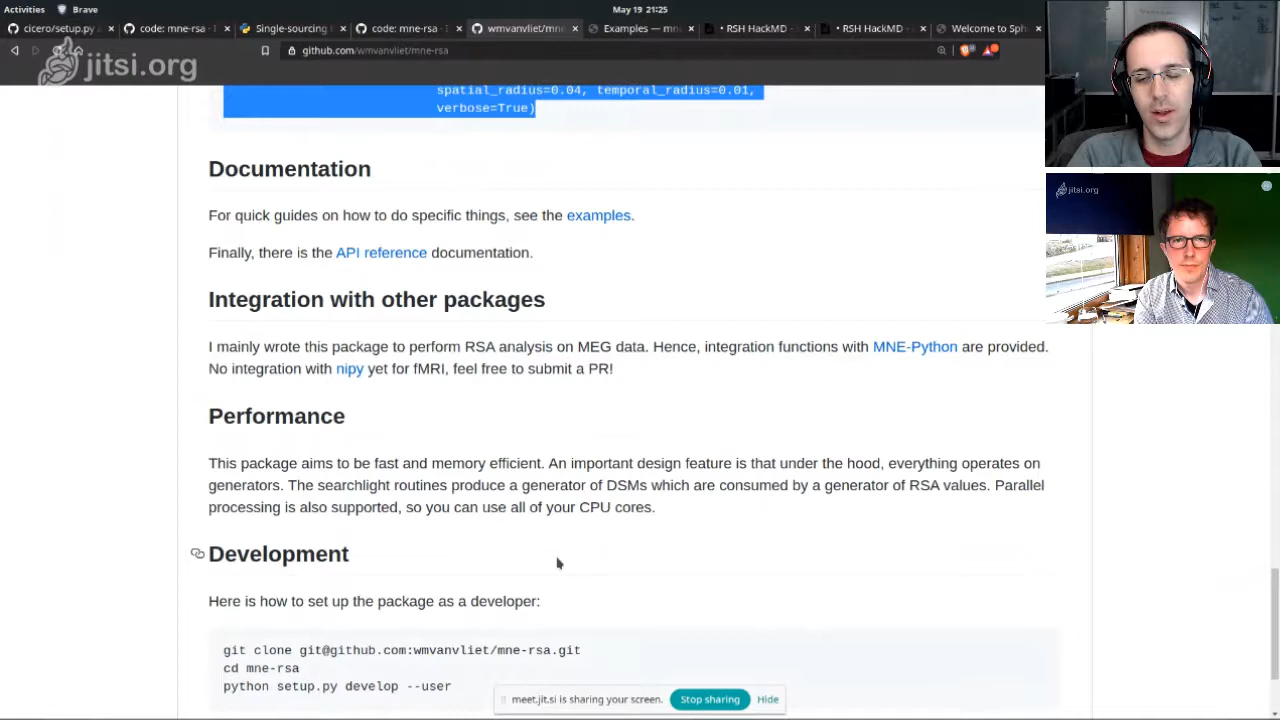 Activities Brave May 19 21:25
cicero/setup.py × code: mne-rsa - × Single-sourcing × code: mne-rsa - × wmvanvliet/mne × Examples — mne × RSH HackMD - × RSH HackMD - × Welcome to Sph ×
github.com/wmvanvliet/mne-rsa
jitsi.org
spatial_radius=0.04, temporal_radius=0.01,
verbose=True)
Documentation
For quick guides on how to do specific things, see the examples.
Finally, there is the API reference documentation.
Integration with other packages
I mainly wrote this package to perform RSA analysis on MEG data. Hence, integration functions with MNE-Python are provided.
No integration with nipy yet for fMRI, feel free to submit a PR!
Performance
This package aims to be fast and memory efficient. An important design feature is that under the hood, everything operates on
generators. The searchlight routines produce a generator of DSMs which are consumed by a generator of RSA values. Parallel
processing is also supported, so you can use all of your CPU cores.
Development
Here is how to set up the package as a developer:
git clone git@github.com:wmvanvliet/mne-rsa.git
cd mne-rsa
python setup.py develop --user
meet.jit.si is sharing your screen. Stop sharing Hide
jitsi.org